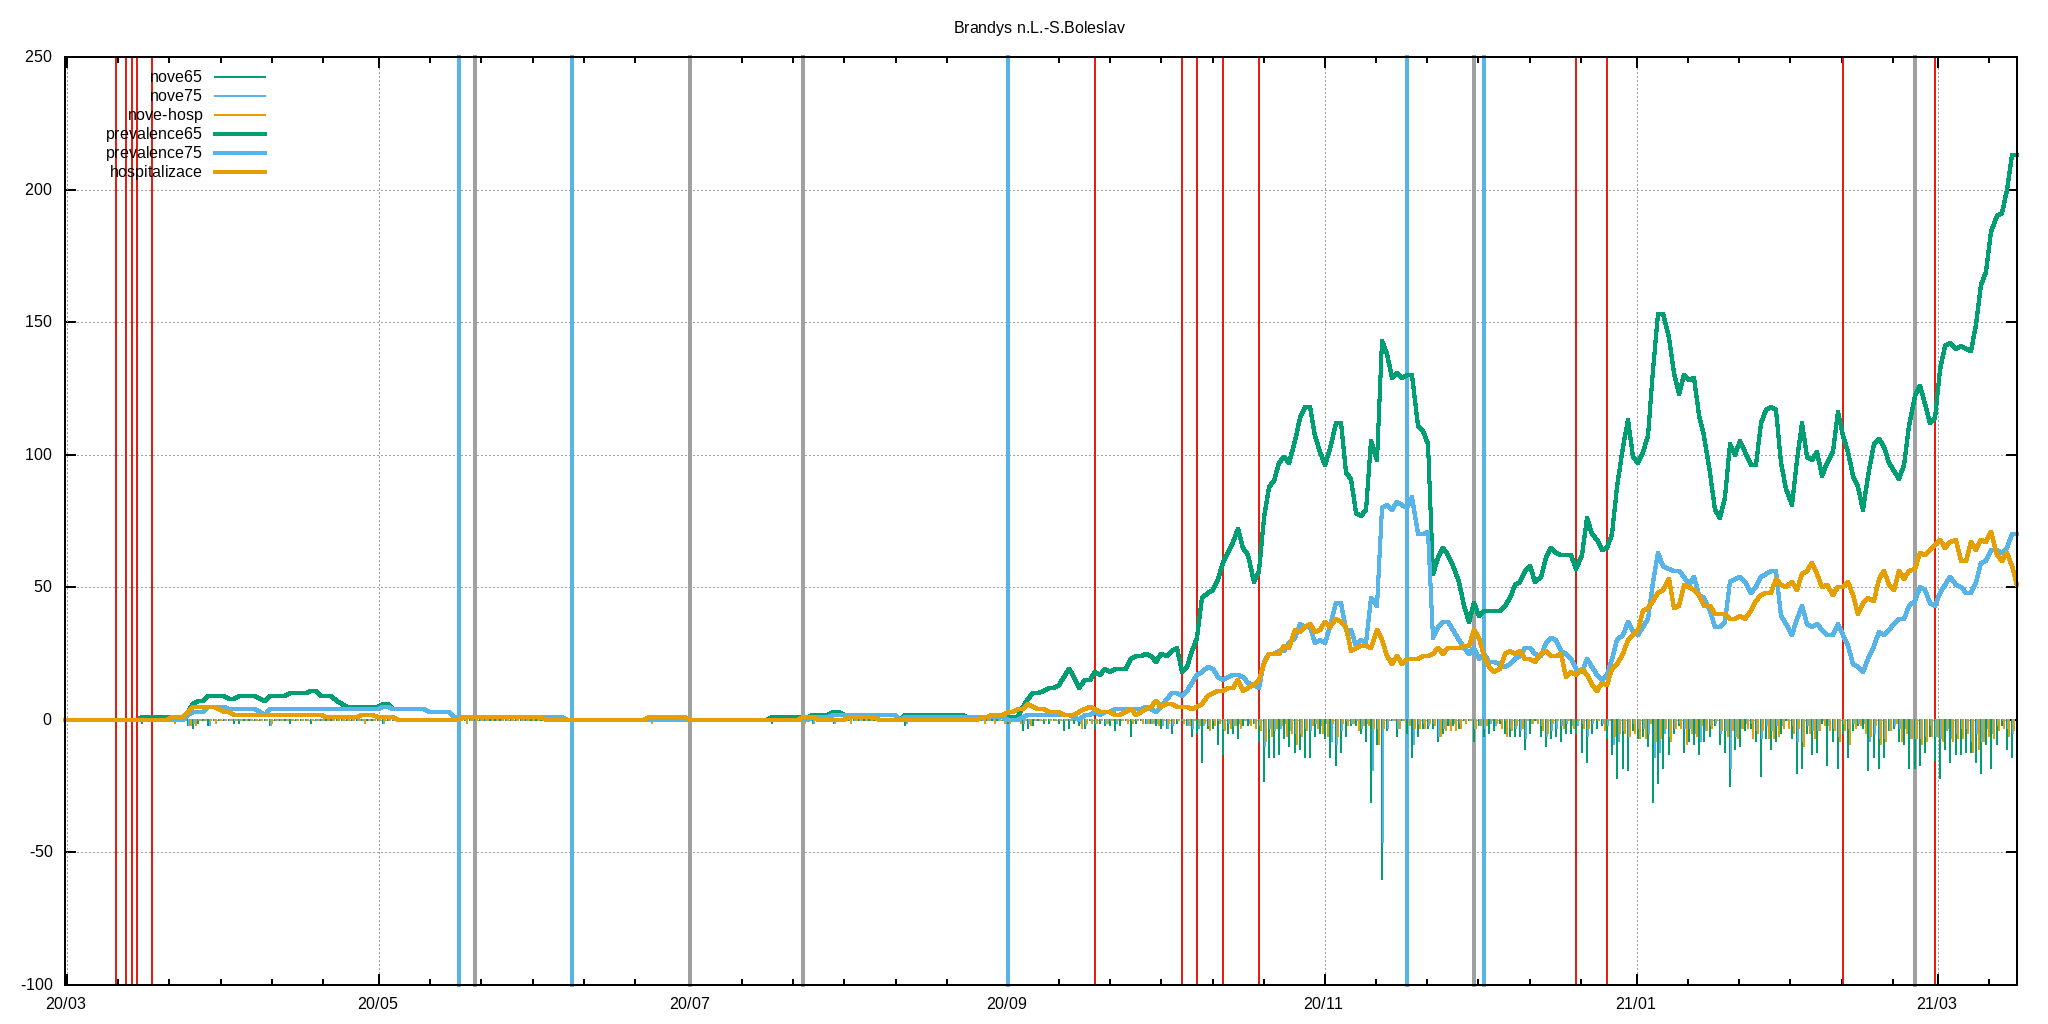 Brandys n.L.-S.Boleslav
250
200
150
100
50
0
-50
-100
nove65
nove75
nove-hosp
prevalence65
prevalence75
hospitalizace
20/03 20/05 20/07 20/09 20/11 21/01 21/03